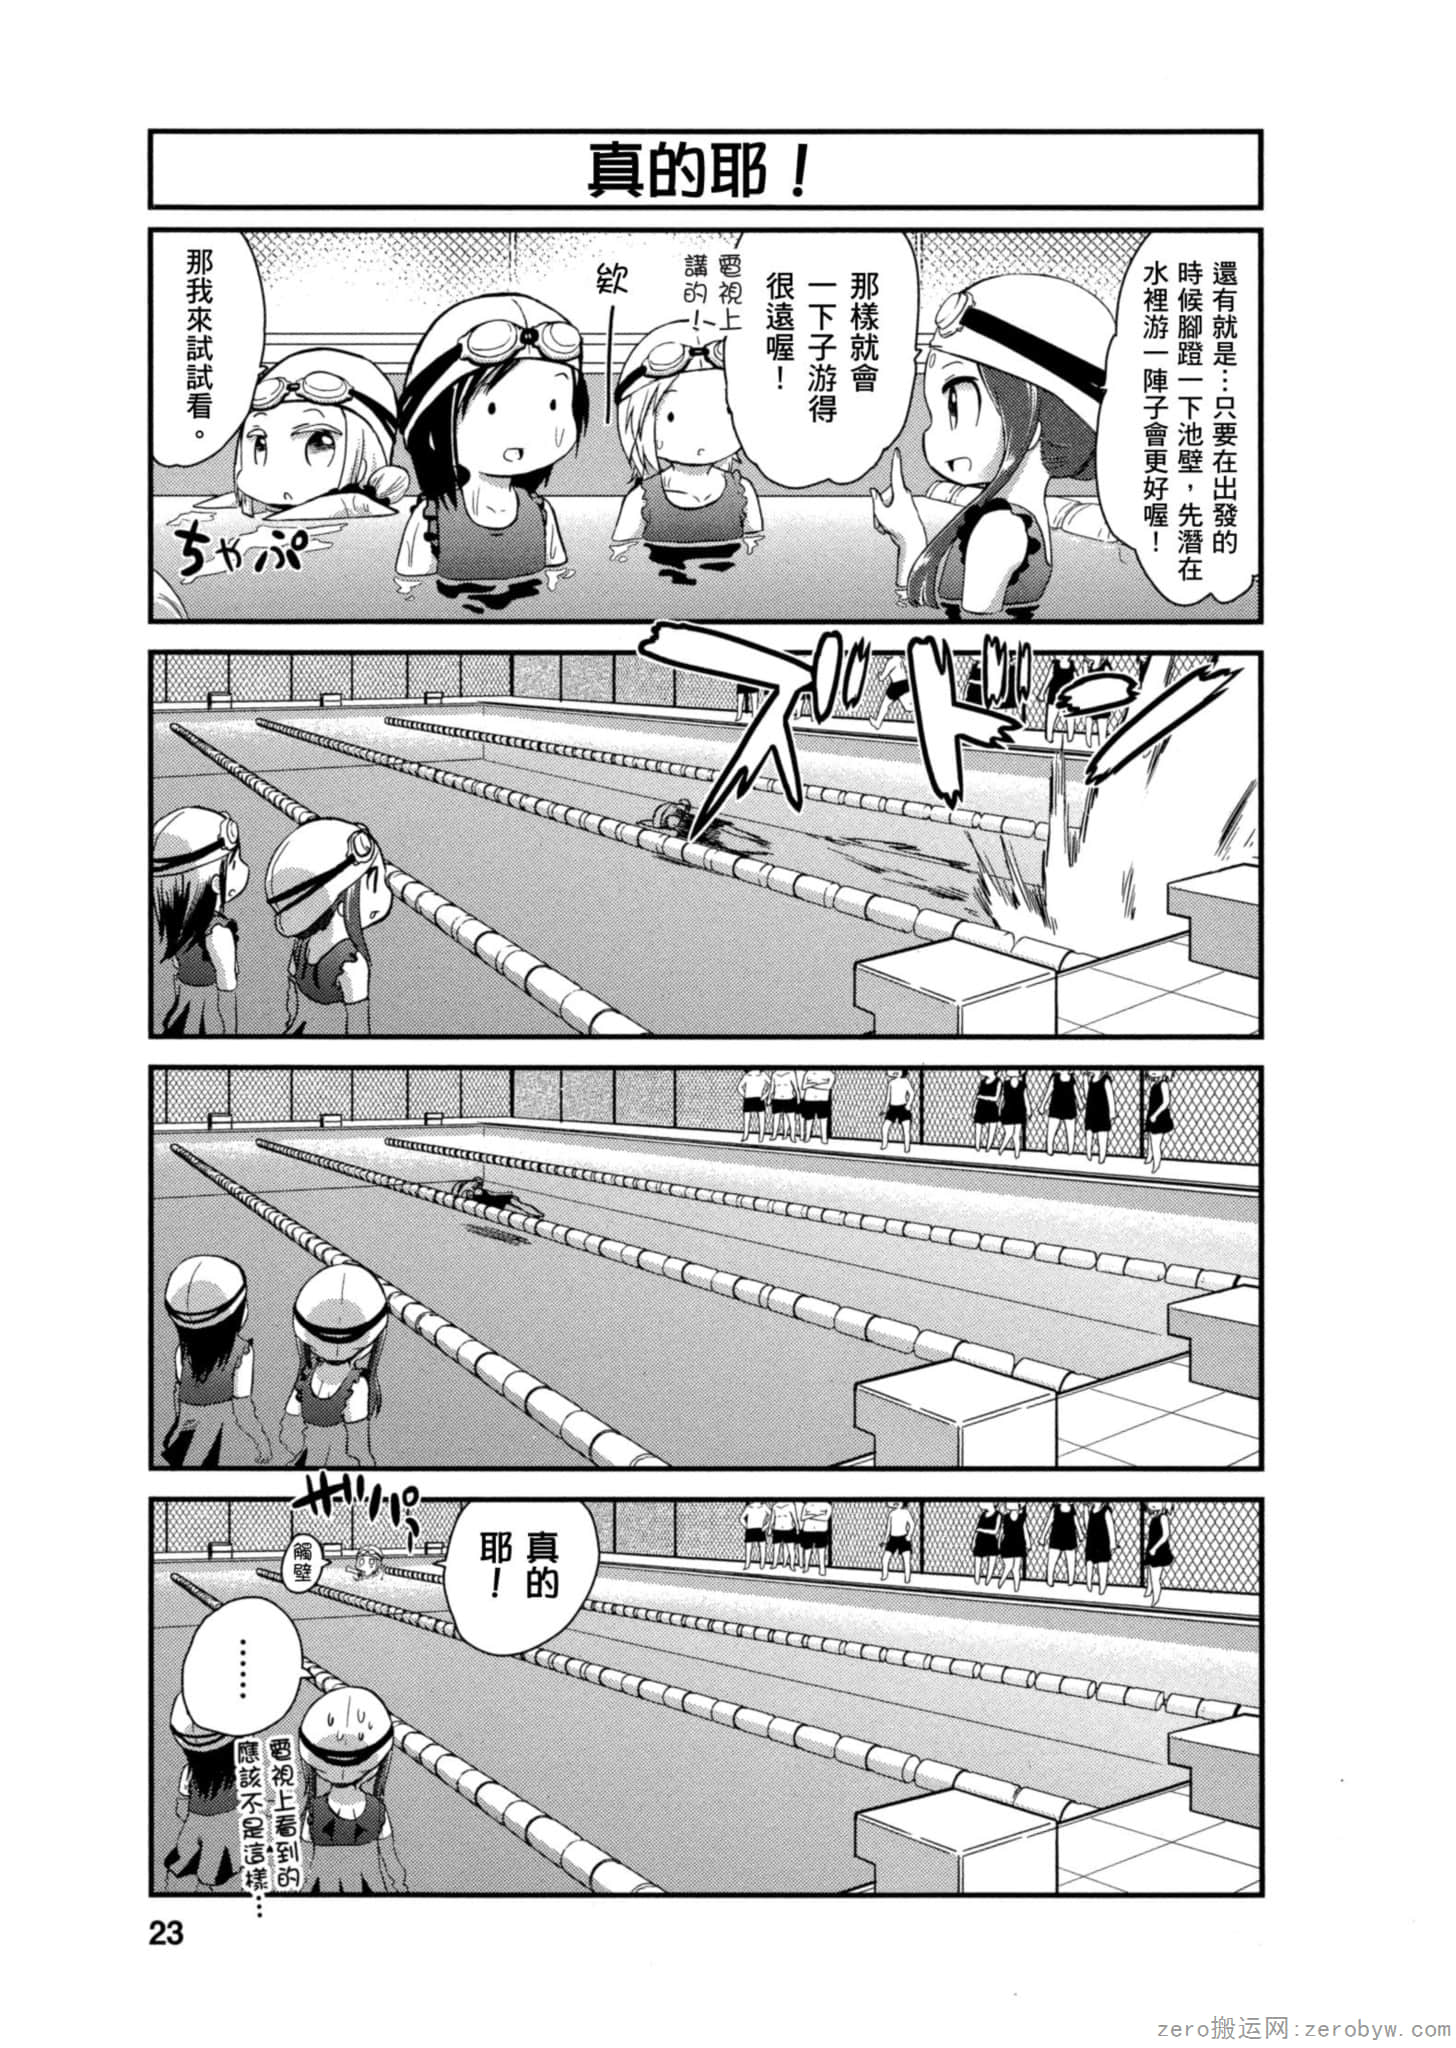 真的耶！
還有就是…只要在出發的
時候腳蹬一下池壁，先潛在
水裡游一陣子會更好喔！
那樣就會
一下子游得
很遠喔！
電視上
講的！
欸
那我來試試看。
ちゃぷ
ズドドーン
ザバッ
真的
耶！
觸壁
……
電視上看到的
應該不是這樣…
23
zero搬运网:zerobyw.com